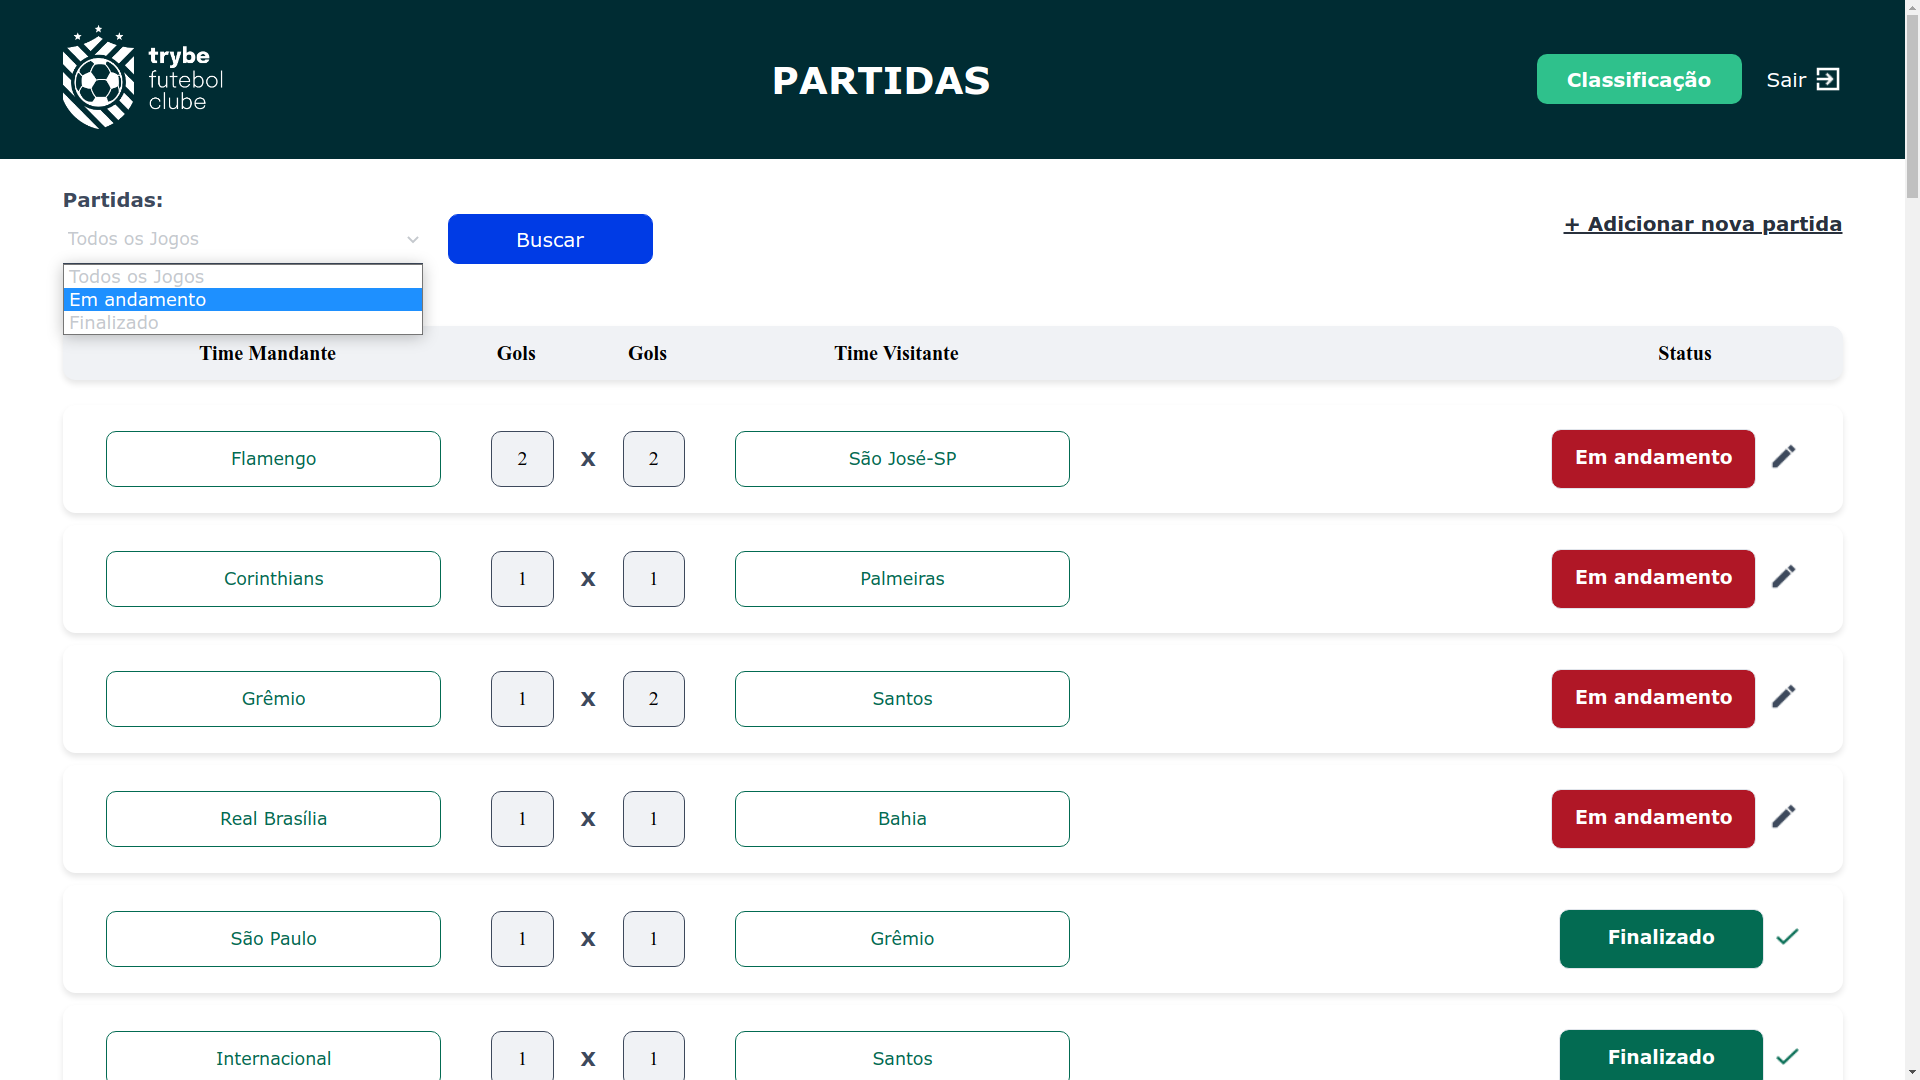 trybe
futebol
clube
PARTIDAS
Classificação
Sair
Partidas:
Todos os Jogos
Buscar
+ Adicionar nova partida
Todos os Jogos
Em andamento
Finalizado
Time Mandante Gols Gols Time Visitante Status
Flamengo 2 X 2 São José-SP Em andamento
Corinthians 1 X 1 Palmeiras Em andamento
Grêmio 1 X 2 Santos Em andamento
Real Brasília 1 X 1 Bahia Em andamento
São Paulo 1 X 1 Grêmio Finalizado
Internacional 1 X 1 Santos Finalizado